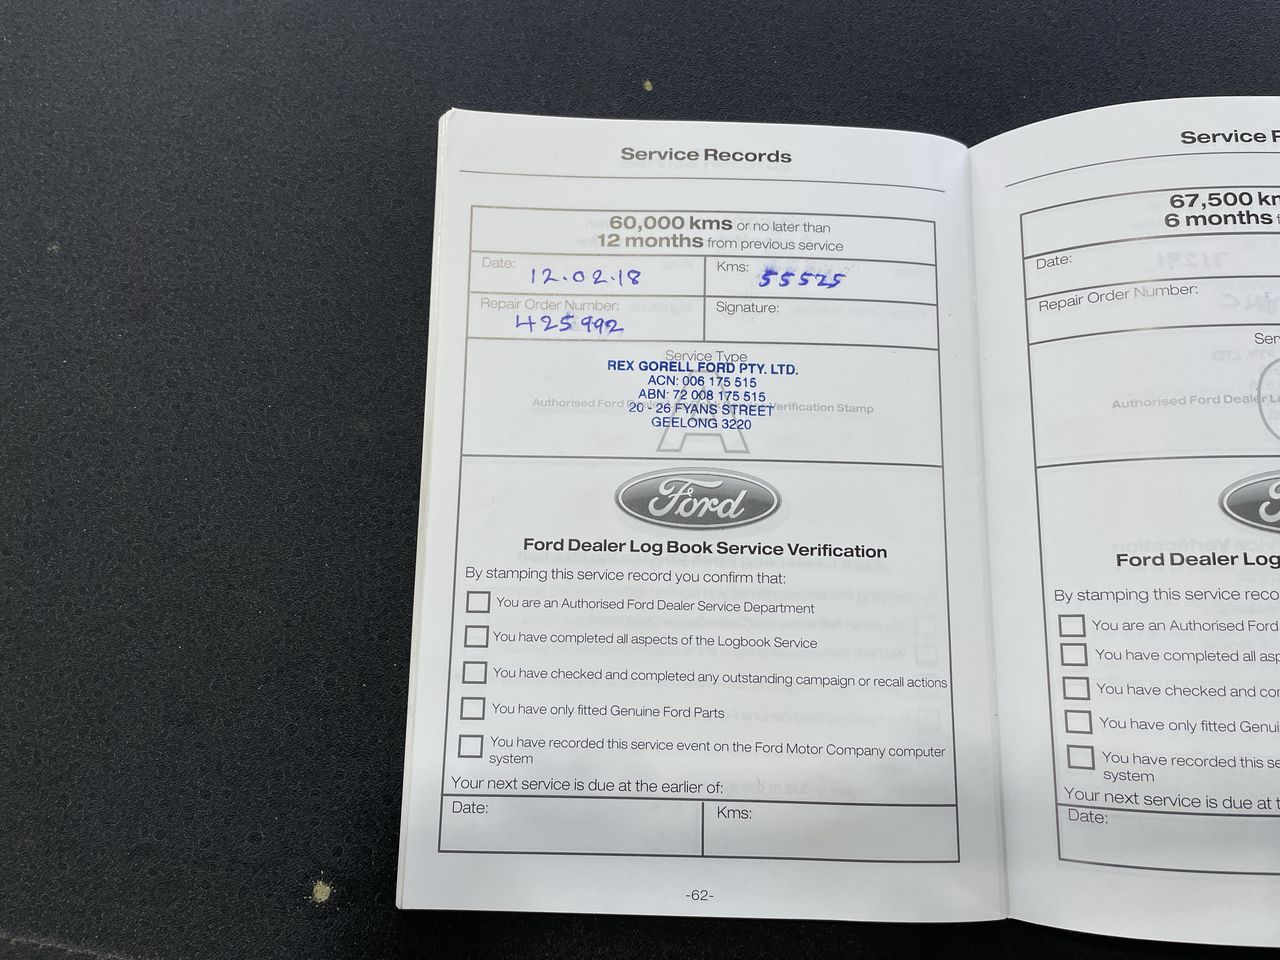 Service Records
60,000 kms or no later than
12 months from previous service
Date: 12.02.18
Kms: 55525
Repair Order Number:
425992
Signature:
Service Type
REX GORELL FORD PTY. LTD.
ACN: 006 175 515
ABN: 72 008 175 515
Authorised Ford Dealer Verification Stamp
20 - 26 FYANS STREET
GEELONG 3220
A
Ford
Ford Dealer Log Book Service Verification
By stamping this service record you confirm that:
You are an Authorised Ford Dealer Service Department
You have completed all aspects of the Logbook Service
You have checked and completed any outstanding campaign or recall actions
You have only fitted Genuine Ford Parts
You have recorded this service event on the Ford Motor Company computer
system
Your next service is due at the earlier of:
Date:
Kms:
-62-
Service
67,500
6 months
Date:
Repair Order Number:
Authorised Ford Dealer
Ford Dealer Log
By stamping this service
You are an Authorised Ford
You have completed all
You have checked and
You have only fitted
You have recorded this
system
Your next service is due at
Date: